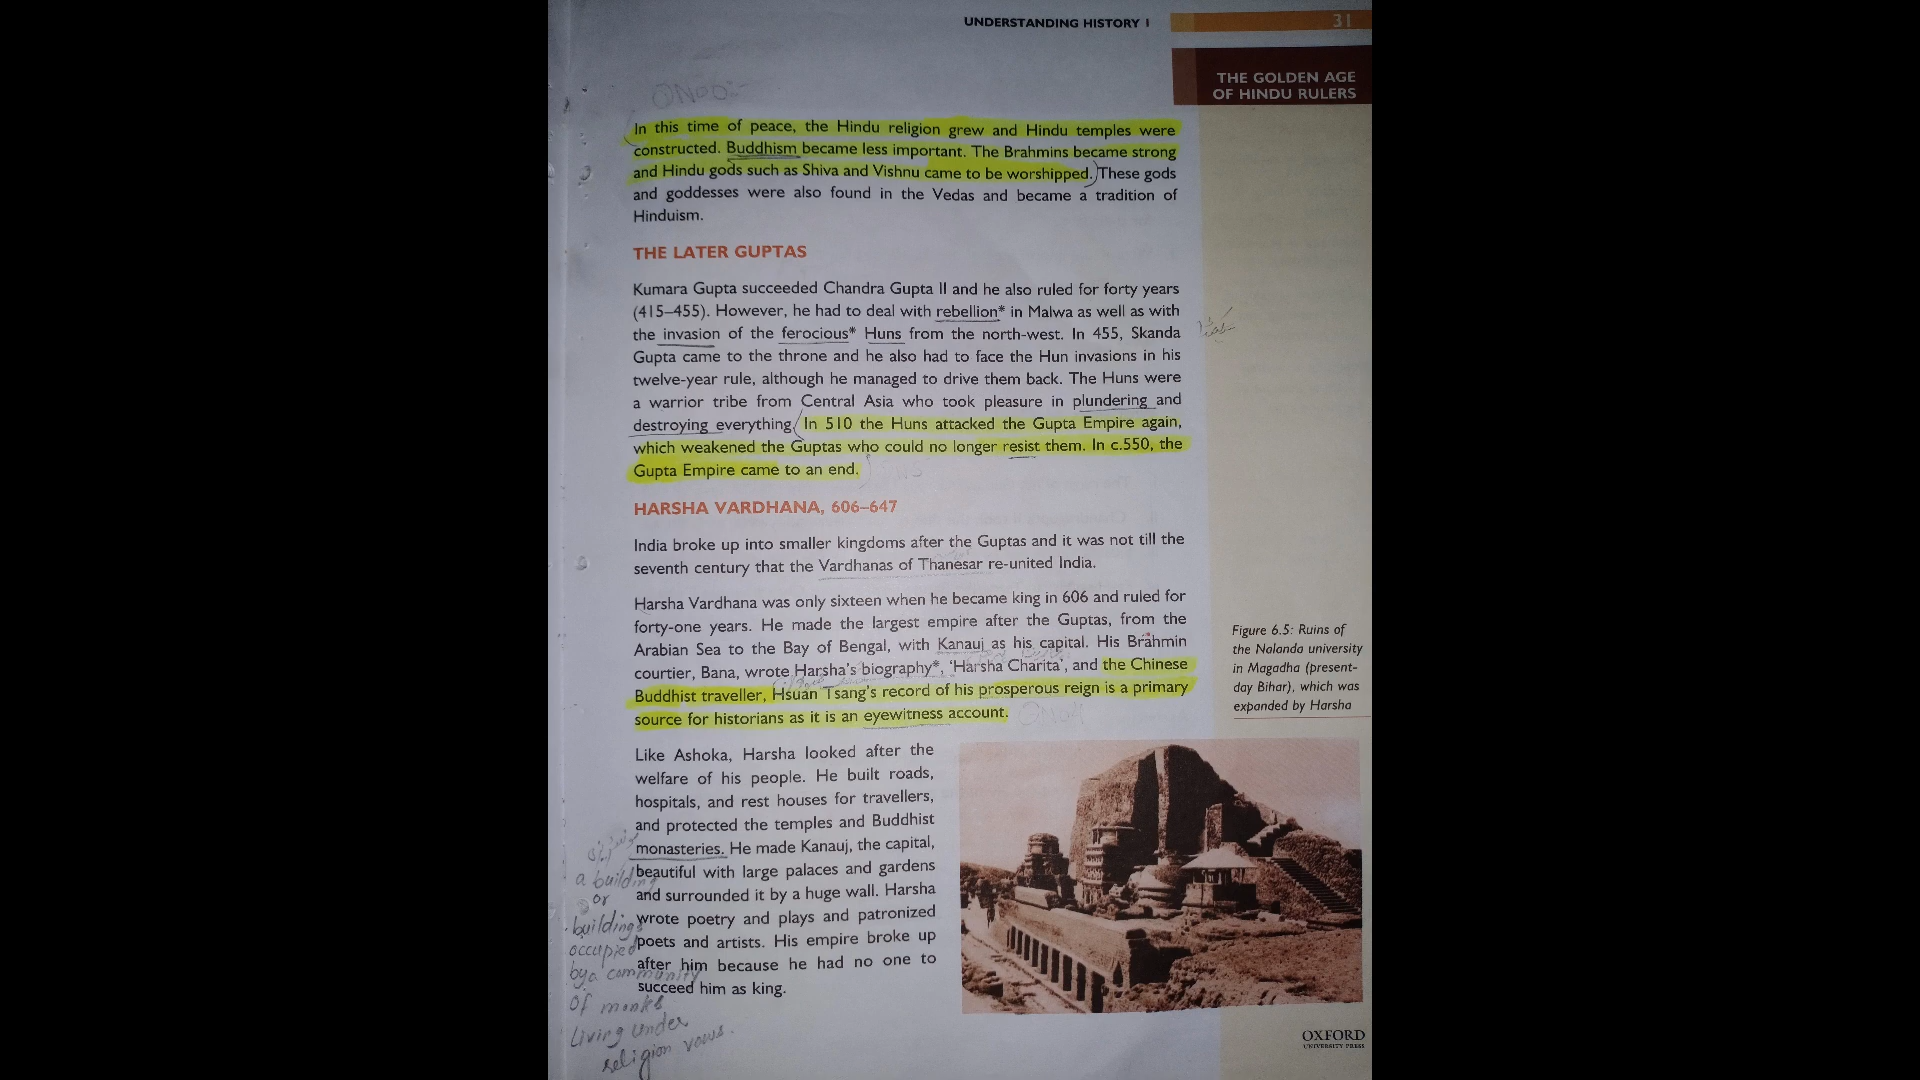 UNDERSTANDING HISTORY 1
31
THE GOLDEN AGE
OF HINDU RULERS
In this time of peace, the Hindu religion grew and Hindu temples were
constructed. Buddhism became less important. The Brahmins became strong
and Hindu gods such as Shiva and Vishnu came to be worshipped. These gods
and goddesses were also found in the Vedas and became a tradition of
Hinduism.
THE LATER GUPTAS
Kumara Gupta succeeded Chandra Gupta II and he also ruled for forty years
(415–455). However, he had to deal with rebellion* in Malwa as well as with
the invasion of the ferocious* Huns from the north-west. In 455, Skanda
Gupta came to the throne and he also had to face the Hun invasions in his
twelve-year rule, although he managed to drive them back. The Huns were
a warrior tribe from Central Asia who took pleasure in plundering and
destroying everything. In 510 the Huns attacked the Gupta Empire again,
which weakened the Guptas who could no longer resist them. In c.550, the
Gupta Empire came to an end.
HARSHA VARDHANA, 606–647
India broke up into smaller kingdoms after the Guptas and it was not till the
seventh century that the Vardhanas of Thanesar re-united India.
Harsha Vardhana was only sixteen when he became king in 606 and ruled for
forty-one years. He made the largest empire after the Guptas, from the
Arabian Sea to the Bay of Bengal, with Kanauj as his capital. His Brahmin
courtier, Bana, wrote Harsha's biography*, 'Harsha Charita', and the Chinese
Buddhist traveller, Hsuan Tsang's record of his prosperous reign is a primary
source for historians as it is an eyewitness account.
Like Ashoka, Harsha looked after the
welfare of his people. He built roads,
hospitals, and rest houses for travellers,
and protected the temples and Buddhist
monasteries. He made Kanauj, the capital,
beautiful with large palaces and gardens
and surrounded it by a huge wall. Harsha
wrote poetry and plays and patronized
poets and artists. His empire broke up
after him because he had no one to
succeed him as king.
a building
or
buildings
occupied
by a community
of monks
living under
religion vows.
Figure 6.5: Ruins of
the Nalanda university
in Magadha (present-
day Bihar), which was
expanded by Harsha
OXFORD
UNIVERSITY PRESS